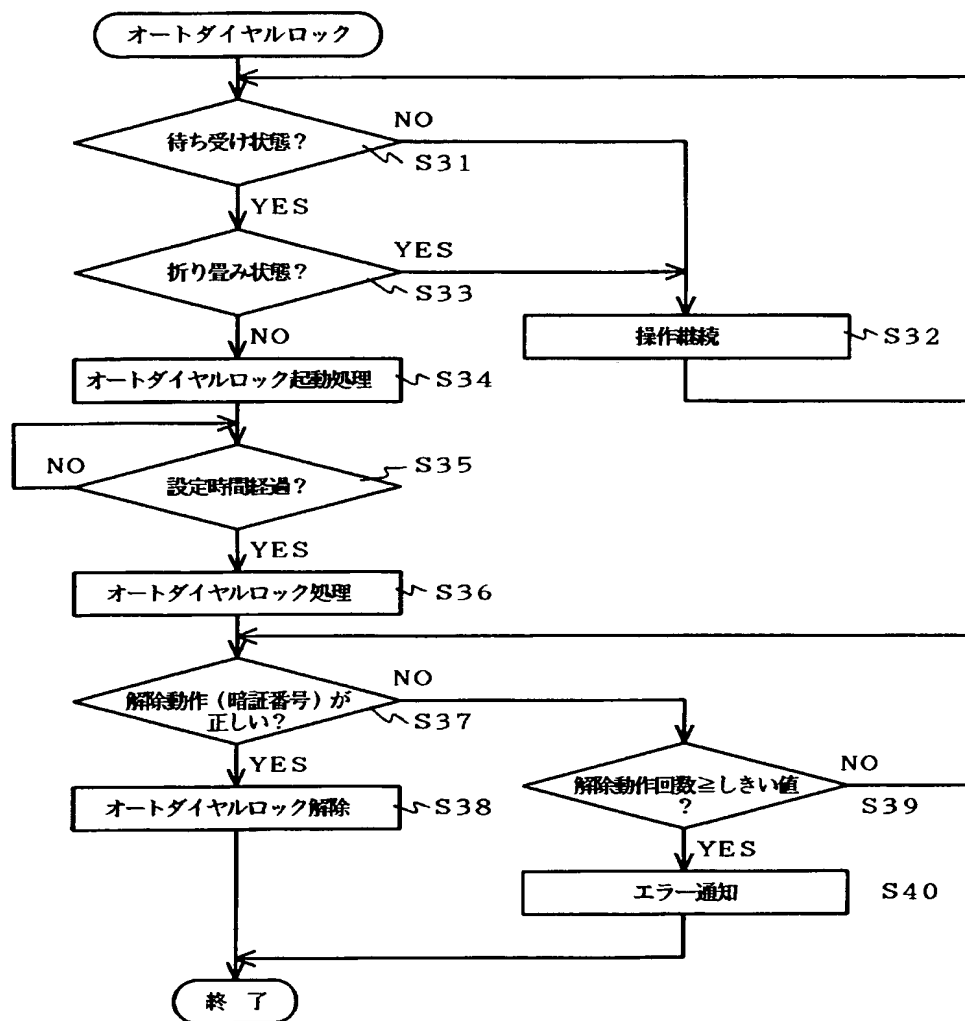 オートダイヤルロック
待ち受け状態？
NO
S31
YES
折り畳み状態？
YES
S33
NO
操作継続
S32
オートダイヤルロック起動処理
S34
NO
設定時間経過？
S35
YES
オートダイヤルロック処理
S36
解除動作（暗証番号）が
正しい？
NO
S37
YES
解除動作回数≧しきい値
？
NO
S39
オートダイヤルロック解除
S38
YES
エラー通知
S40
終 了